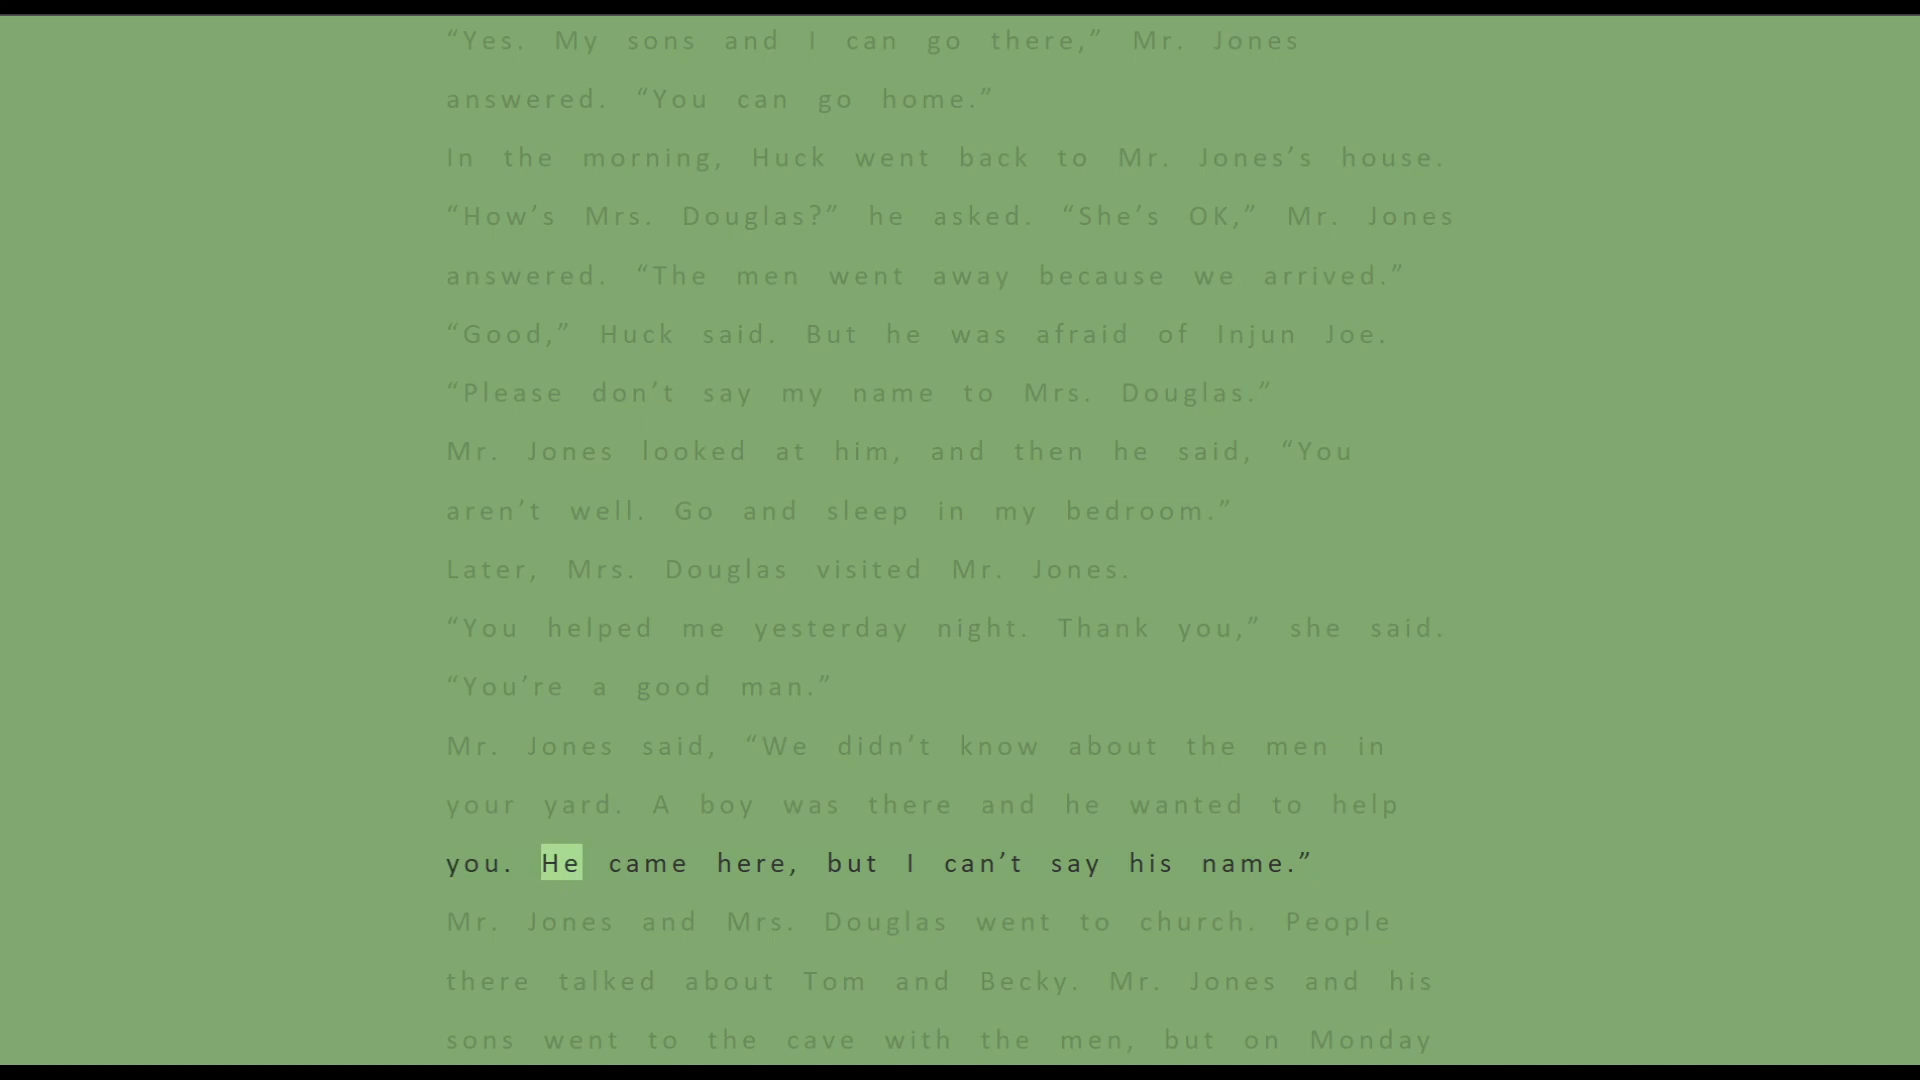 “Yes. My sons and I can go there,” Mr. Jones
answered. “You can go home.”
In the morning, Huck went back to Mr. Jones’s house.
“How’s Mrs. Douglas?” he asked. “She’s OK,” Mr. Jones
answered. “The men went away because we arrived.”
“Good,” Huck said. But he was afraid of Injun Joe.
“Please don’t say my name to Mrs. Douglas.”
Mr. Jones looked at him, and then he said, “You
aren’t well. Go and sleep in my bedroom.”
Later, Mrs. Douglas visited Mr. Jones.
“You helped me yesterday night. Thank you,” she said.
“You’re a good man.”
Mr. Jones said, “We didn’t know about the men in
your yard. A boy was there and he wanted to help
you. He came here, but I can’t say his name.”
Mr. Jones and Mrs. Douglas went to church. People
there talked about Tom and Becky. Mr. Jones and his
sons went to the cave with the men, but on Monday